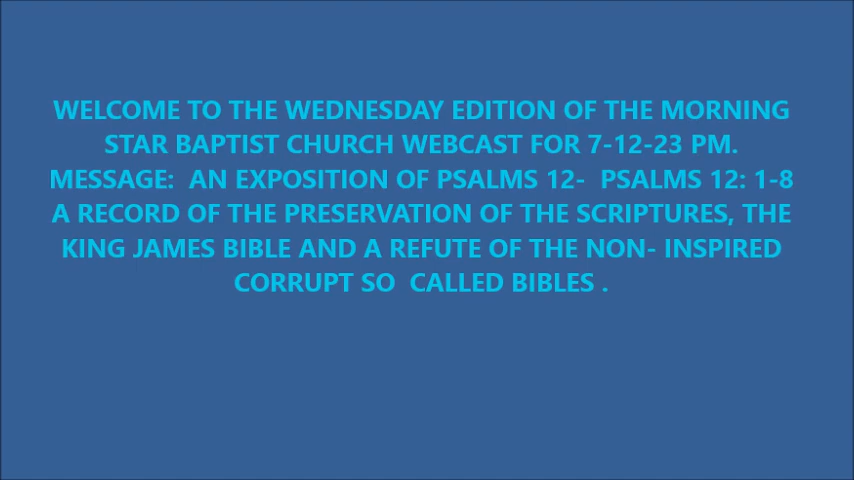 WELCOME TO THE WEDNESDAY EDITION OF THE MORNING
STAR BAPTIST CHURCH WEBCAST FOR 7-12-23 PM.
MESSAGE:  AN EXPOSITION OF PSALMS 12-  PSALMS 12: 1-8
A RECORD OF THE PRESERVATION OF THE SCRIPTURES, THE
KING JAMES BIBLE AND A REFUTE OF THE NON- INSPIRED
CORRUPT SO  CALLED BIBLES .